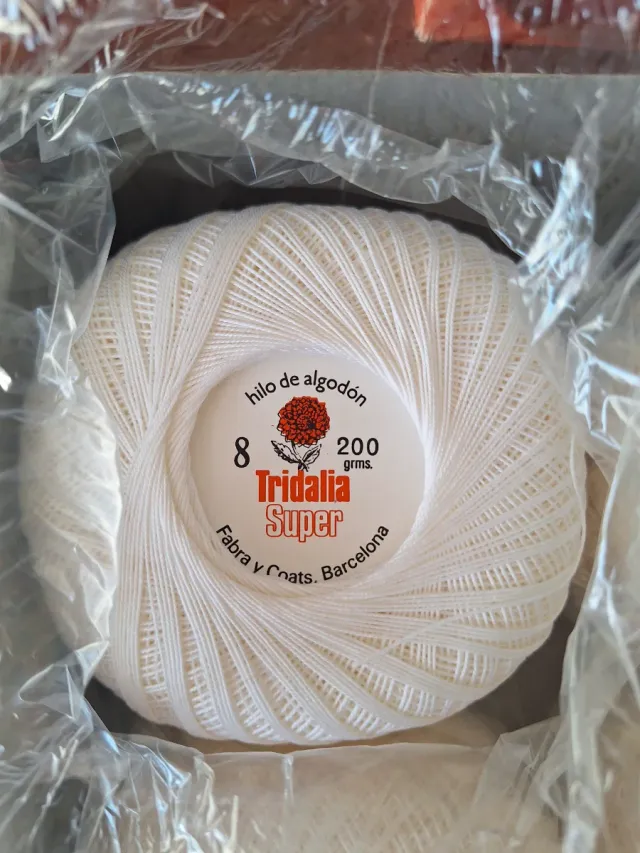 hilo de algodón
8
200
grms.
Tridalia
Super
Fabra y Coats. Barcelona